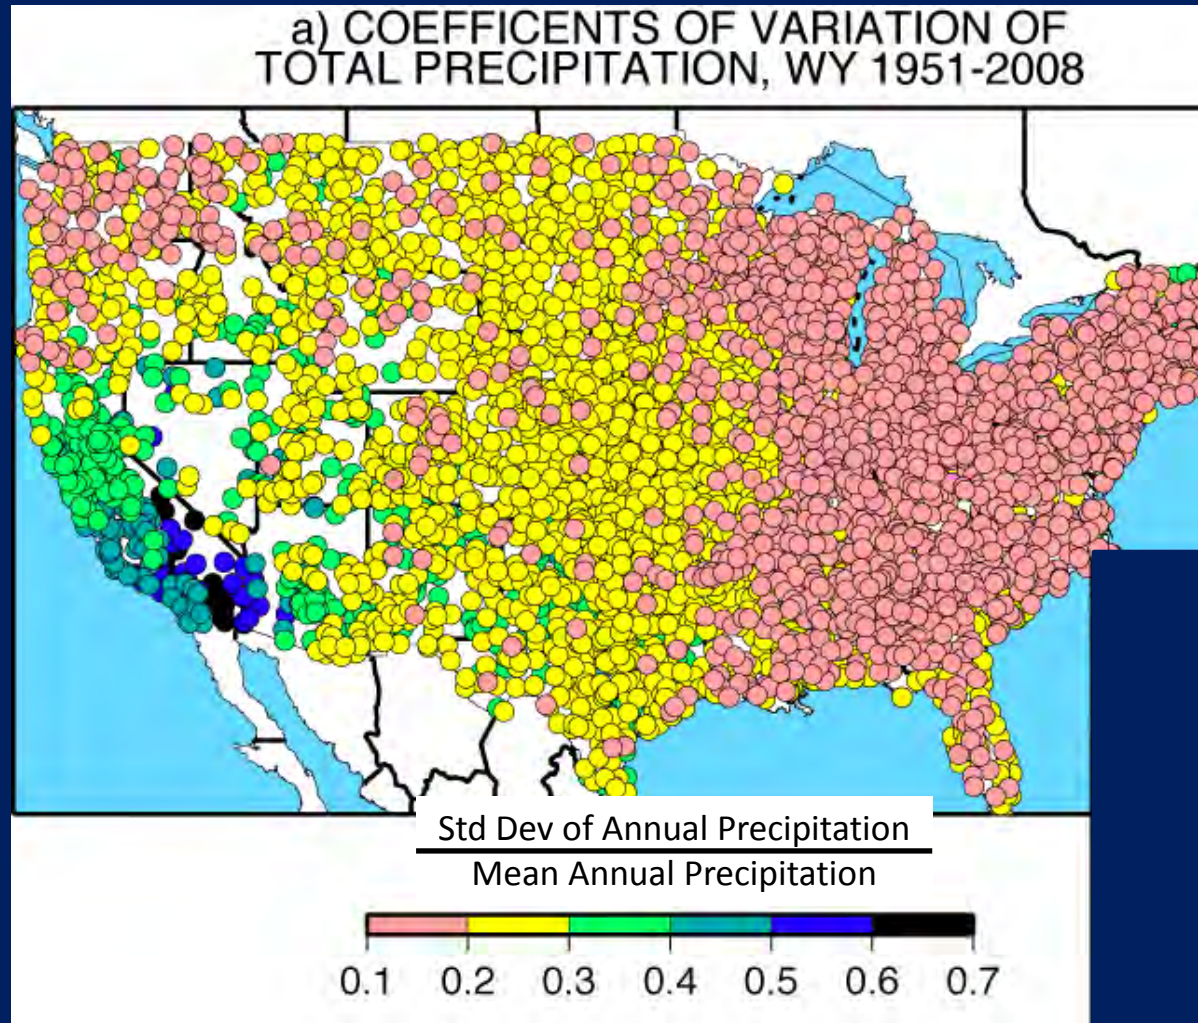 a) COEFFICENTS OF VARIATION OF
TOTAL PRECIPITATION, WY 1951-2008
Std Dev of Annual Precipitation
Mean Annual Precipitation
0.1 0.2 0.3 0.4 0.5 0.6 0.7